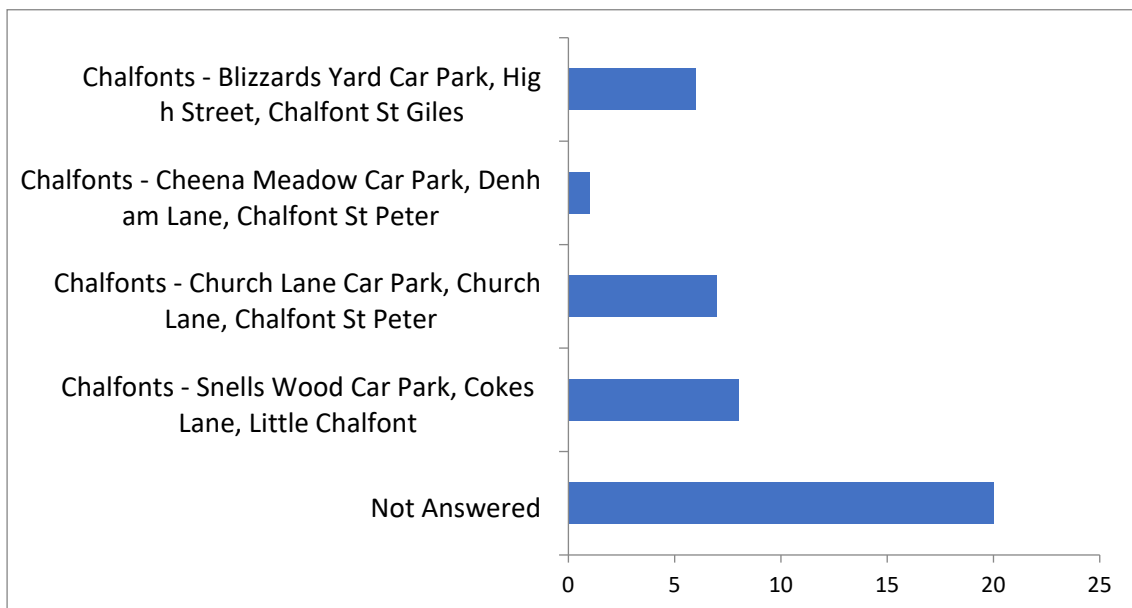 Chalfonts - Blizzards Yard Car Park, Hig
h Street, Chalfont St Giles
Chalfonts - Cheena Meadow Car Park, Denh
am Lane, Chalfont St Peter
Chalfonts - Church Lane Car Park, Church
Lane, Chalfont St Peter
Chalfonts - Snells Wood Car Park, Cokes
Lane, Little Chalfont
Not Answered
0 5 10 15 20 25